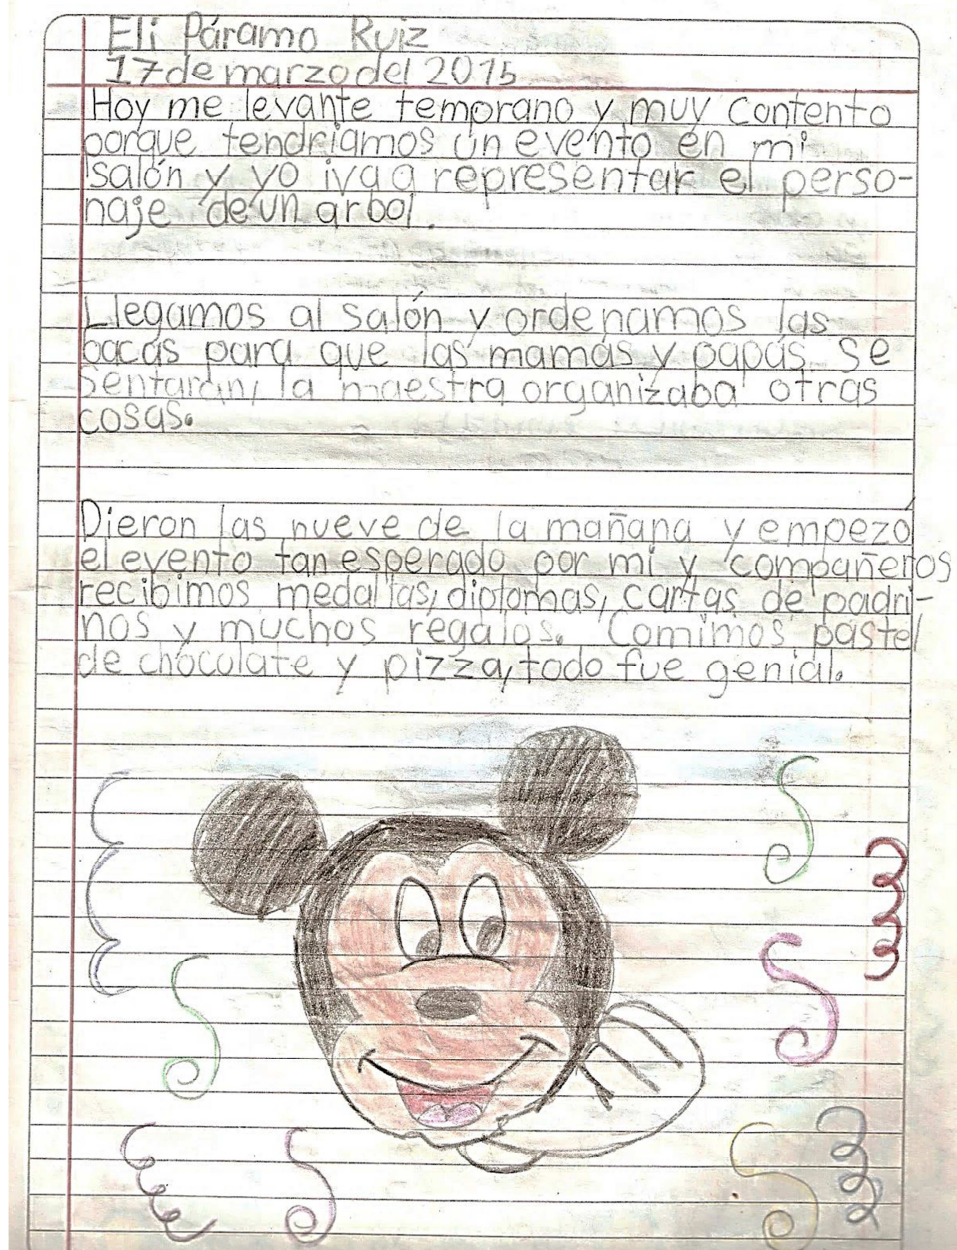 Eli Páramo Ruiz
17 de marzo del 2015
Hoy me levante temprano y muy contento
porque tendriamos un evento en mi
salón y yo iva a representar el perso-
naje de un arbol.
Llegamos al salón y ordenamos las
bacas para que las mamás y papás se
sentaran, la maestra organizaba otras
cosas.
Dieron las nueve de la mañana y empezó
el evento tan esperado por mi y compañeros
recibimos medallas, diplomas, cartas de padri-
nos y muchos regalos. Comimos pastel
de chocolate y pizza, todo fue genial.